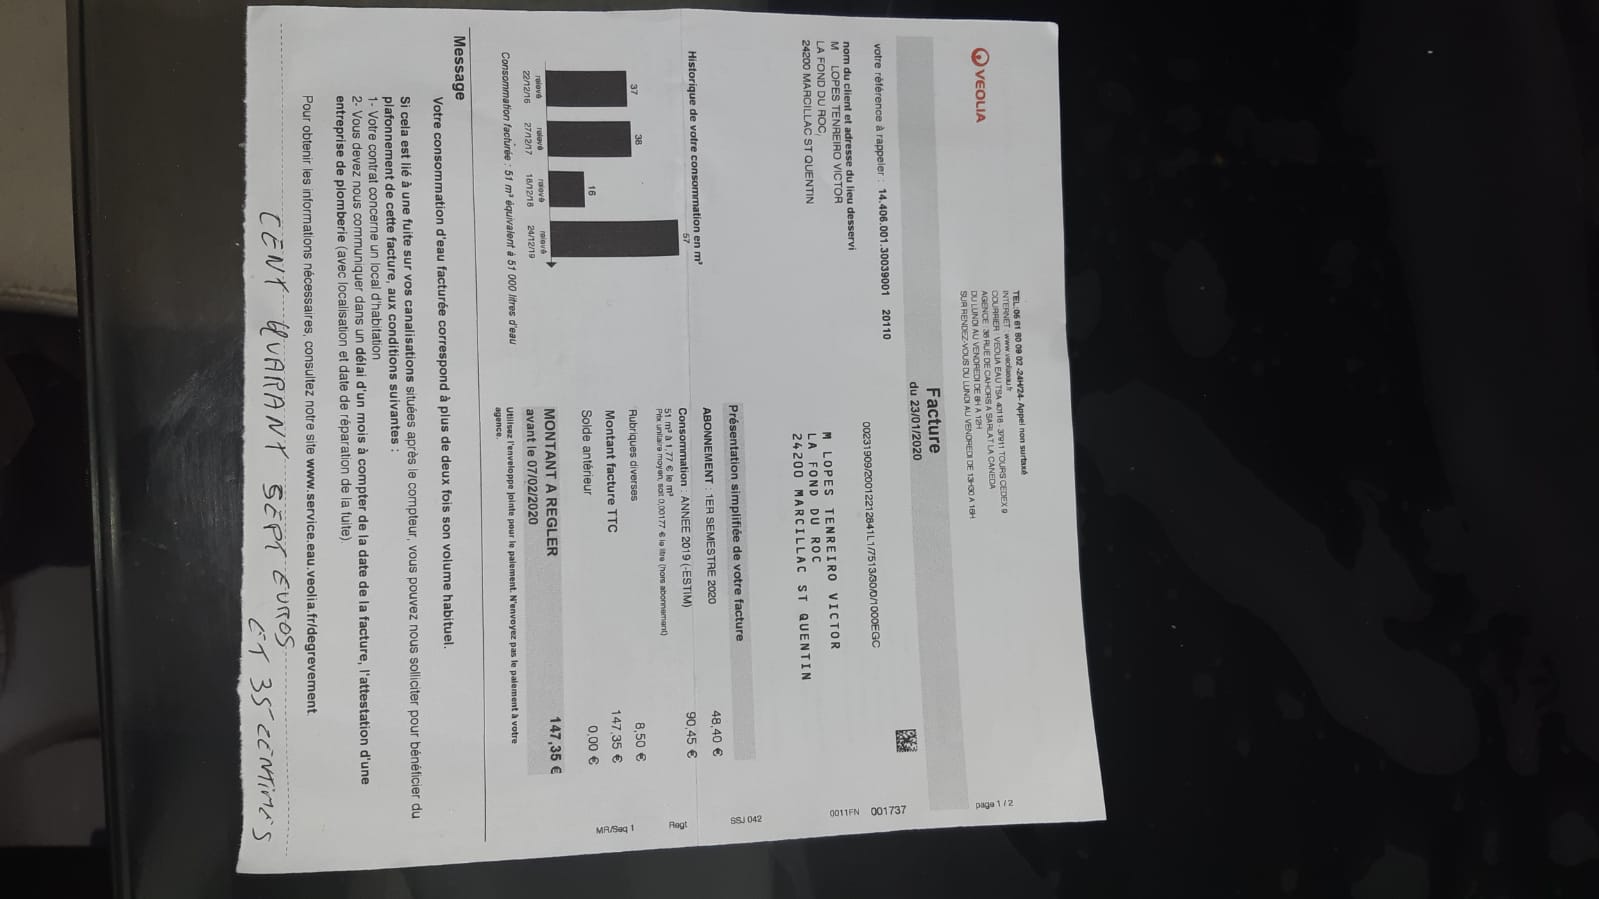 VEOLIA
TEL:05 61 80 09 02 -24H/24- Appel non surtaxé
INTERNET : www.veoliaeau.fr
COURRIER : VEOLIA EAU TSA 40118 - 37911 TOURS CEDEX 9
AGENCE : 36 RUE DE CAHORS A SARLAT LA CANEDA
DU LUNDI AU VENDREDI DE 8H A 12H
SUR RENDEZ-VOUS DU LUNDI AU VENDREDI DE 13H30 A 16H
page 1 / 2
Facture
du 23/01/2020
votre référence à rappeler : 14.406.001.30039001 20110
0011FN 001737
nom du client et adresse du lieu desservi
M LOPES TENREIRO VICTOR
LA FOND DU ROC,
24200 MARCILLAC ST QUENTIN
00231909/2001221212841L1/7513/30/0/1000EGC
M LOPES TENREIRO VICTOR
LA FOND DU ROC
24200 MARCILLAC ST QUENTIN
SSJ 042
Regt
MR/Seq 1
Historique de votre consommation en m³
37
38
16
57
relevé
22/12/16
relevé
27/12/17
relevé
18/12/18
relevé
24/12/19
Consommation facturée : 51 m³ équivalent à 51 000 litres d'eau
Présentation simplifiée de votre facture
ABONNEMENT : 1ER SEMESTRE 2020 48,40 €
Consommation : ANNEE 2019 (-ESTIM) 90,45 €
51 m³ à 1,77 € le m³
Prix unitaire moyen, soit 0,00177 € le litre (hors abonnement)
Rubriques diverses 8,50 €
Montant facture TTC 147,35 €
Solde antérieur 0,00 €
MONTANT A REGLER 147,35 €
avant le 07/02/2020
Utilisez l'enveloppe jointe pour le paiement. N'envoyez pas le paiement à votre
agence.
Message
Votre consommation d'eau facturée correspond à plus de deux fois son volume habituel.
Si cela est lié à une fuite sur vos canalisations situées après le compteur, vous pouvez nous solliciter pour bénéficier du
plafonnement de cette facture, aux conditions suivantes :
1- Votre contrat concerne un local d'habitation
2- Vous devez nous communiquer dans un délai d'un mois à compter de la date de la facture, l'attestation d'une
entreprise de plomberie (avec localisation et date de réparation de la fuite).
Pour obtenir les informations nécessaires, consultez notre site www.service.eau.veolia.fr/degrevement
CENT QUARANT SEPT EUROS
ET 35 CENTIMES